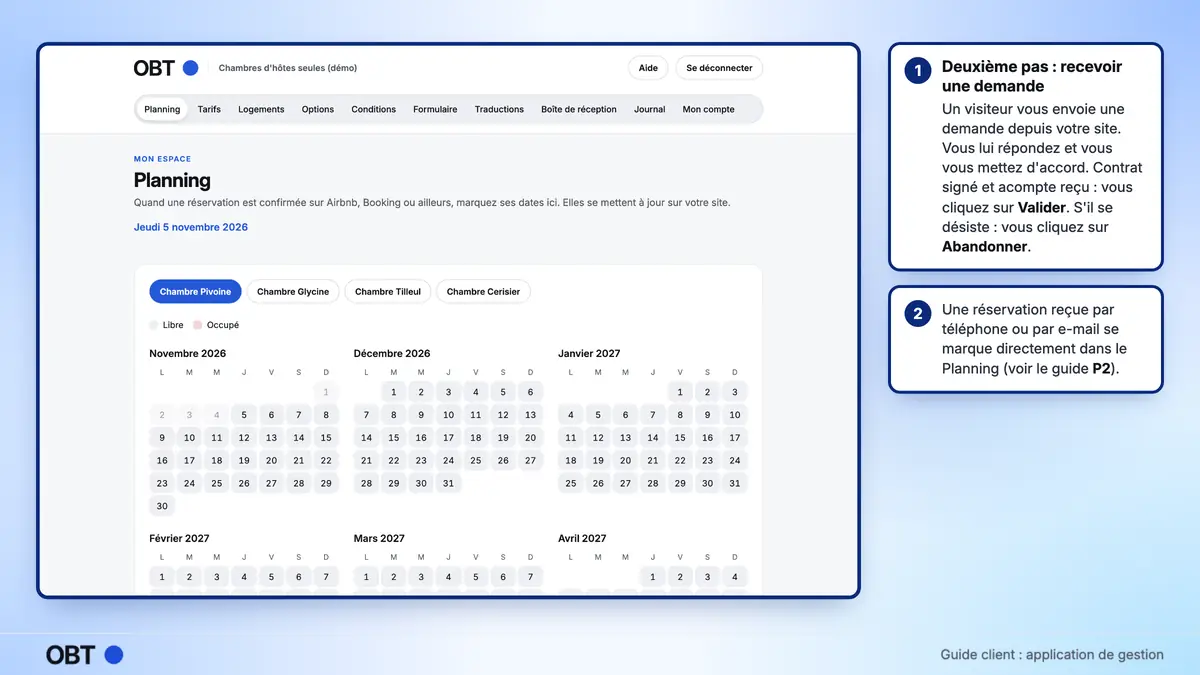 OBT
Chambres d'hôtes seules (démo)
Aide
Se déconnecter
Planning Tarifs Logements Options Conditions Formulaire Traductions Boîte de réception Journal Mon compte
MON ESPACE
Planning
Quand une réservation est confirmée sur Airbnb, Booking ou ailleurs, marquez ses dates ici. Elles se mettent à jour sur votre site.
Jeudi 5 novembre 2026
Chambre Pivoine Chambre Glycine Chambre Tilleul Chambre Cerisier
Libre Occupé
Novembre 2026
L M M J V S D
1
2 3 4 5 6 7 8
9 10 11 12 13 14 15
16 17 18 19 20 21 22
23 24 25 26 27 28 29
30
Décembre 2026
L M M J V S D
1 2 3 4 5 6
7 8 9 10 11 12 13
14 15 16 17 18 19 20
21 22 23 24 25 26 27
28 29 30 31
Janvier 2027
L M M J V S D
1 2 3
4 5 6 7 8 9 10
11 12 13 14 15 16 17
18 19 20 21 22 23 24
25 26 27 28 29 30 31
Février 2027
L M M J V S D
1 2 3 4 5 6 7
Mars 2027
L M M J V S D
1 2 3 4 5 6 7
Avril 2027
L M M J V S D
1 2 3 4
1
Deuxième pas : recevoir
une demande
Un visiteur vous envoie une
demande depuis votre site.
Vous lui répondez et vous
vous mettez d'accord. Contrat
signé et acompte reçu : vous
cliquez sur Valider. S'il se
désiste : vous cliquez sur
Abandonner.
2
Une réservation reçue par
téléphone ou par e-mail se
marque directement dans le
Planning (voir le guide P2).
OBT
Guide client : application de gestion